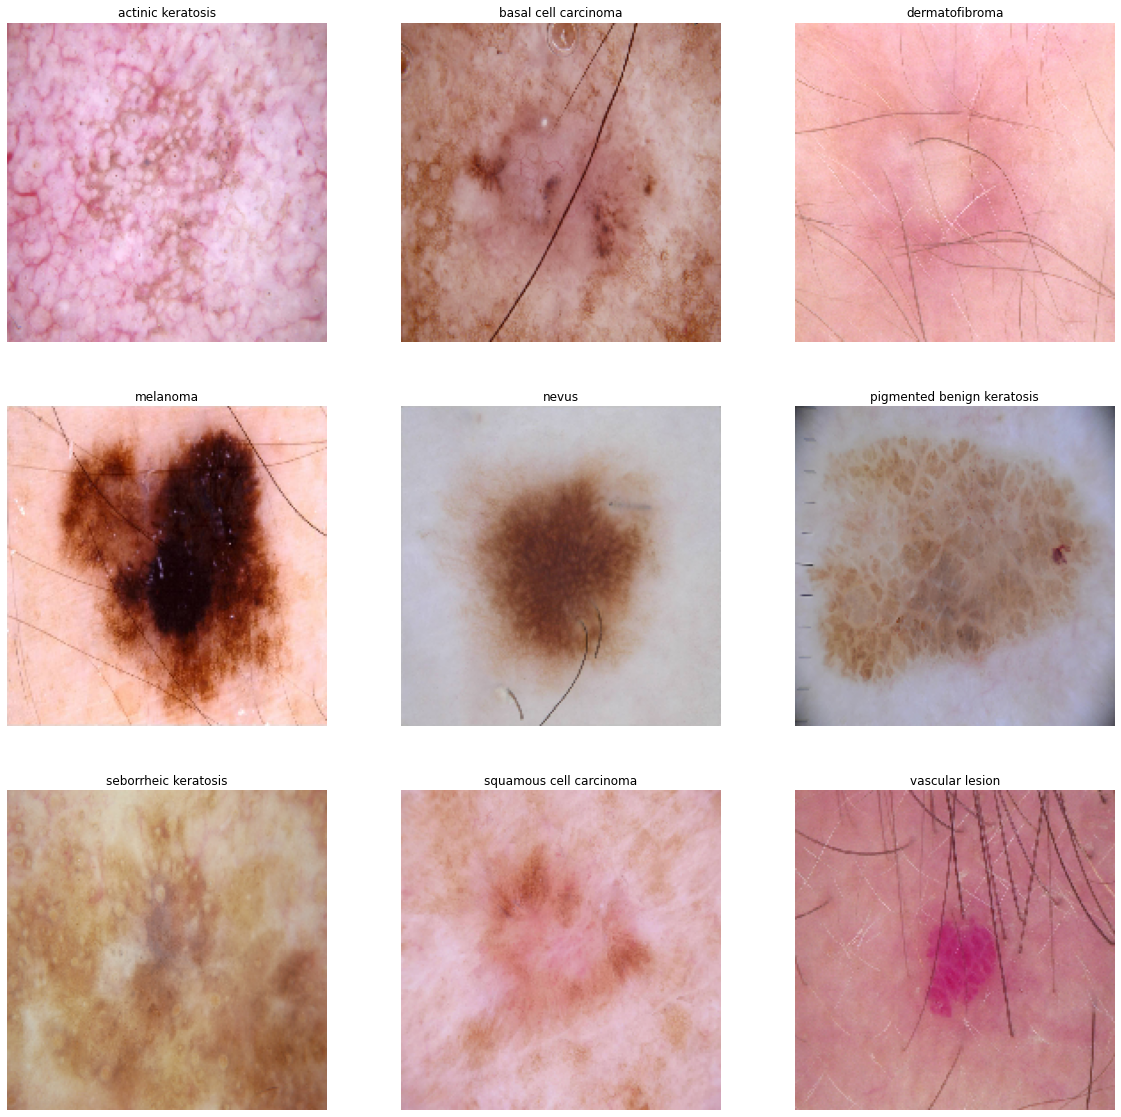 actinic keratosis
basal cell carcinoma
dermatofibroma
melanoma
nevus
pigmented benign keratosis
seborrheic keratosis
squamous cell carcinoma
vascular lesion